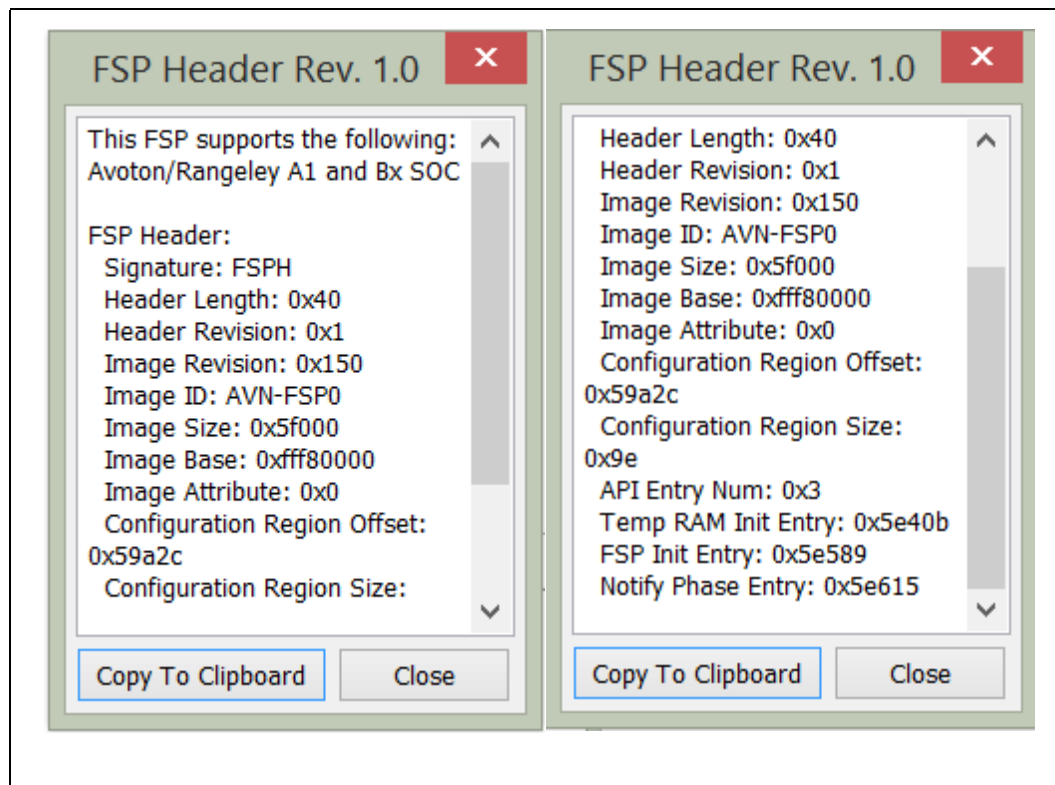 FSP Header Rev. 1.0
This FSP supports the following:
Avoton/Rangeley A1 and Bx SOC
FSP Header:
Signature: FSPH
Header Length: 0x40
Header Revision: 0x1
Image Revision: 0x150
Image ID: AVN-FSP0
Image Size: 0x5f000
Image Base: 0xfff80000
Image Attribute: 0x0
Configuration Region Offset:
0x59a2c
Configuration Region Size:
Copy To Clipboard
Close
FSP Header Rev. 1.0
Header Length: 0x40
Header Revision: 0x1
Image Revision: 0x150
Image ID: AVN-FSP0
Image Size: 0x5f000
Image Base: 0xfff80000
Image Attribute: 0x0
Configuration Region Offset:
0x59a2c
Configuration Region Size:
0x9e
API Entry Num: 0x3
Temp RAM Init Entry: 0x5e40b
FSP Init Entry: 0x5e589
Notify Phase Entry: 0x5e615
Copy To Clipboard
Close